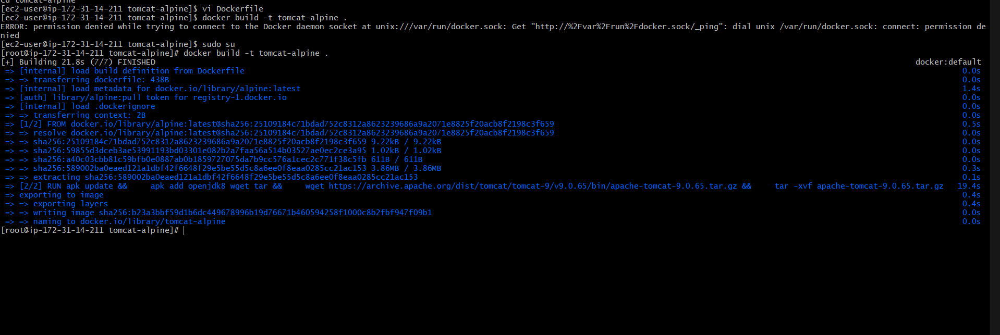 cd tomcat-alpine
[ec2-user@ip-172-31-14-211 tomcat-alpine]$ vi Dockerfile
[ec2-user@ip-172-31-14-211 tomcat-alpine]$ docker build -t tomcat-alpine .
ERROR: permission denied while trying to connect to the Docker daemon socket at unix:///var/run/docker.sock: Get "http://%2Fvar%2Frun%2Fdocker.sock/_ping": dial unix /var/run/docker.sock: connect: permission de
nied
[ec2-user@ip-172-31-14-211 tomcat-alpine]$ sudo su
[root@ip-172-31-14-211 tomcat-alpine]# docker build -t tomcat-alpine .
[+] Building 21.8s (7/7) FINISHED docker:default
=> [internal] load build definition from Dockerfile 0.0s
=> => transferring dockerfile: 438B 0.0s
=> [internal] load metadata for docker.io/library/alpine:latest 1.4s
=> [auth] library/alpine:pull token for registry-1.docker.io 0.0s
=> [internal] load .dockerignore 0.0s
=> => transferring context: 2B 0.0s
=> [1/2] FROM docker.io/library/alpine:latest@sha256:25109184c71bdad752c8312a8623239686a9a2071e8825f20acb8f2198c3f659 0.5s
=> => resolve docker.io/library/alpine:latest@sha256:25109184c71bdad752c8312a8623239686a9a2071e8825f20acb8f2198c3f659 0.0s
=> => sha256:25109184c71bdad752c8312a8623239686a9a2071e8825f20acb8f2198c3f659 9.22kB / 9.22kB 0.0s
=> => sha256:59855d3dceb3ae53991193bd03301e082b2a7faa56a514b03527ae0ec2ce3a95 1.02kB / 1.02kB 0.0s
=> => sha256:a40c03cbb81c59bfb0e0887ab0b1859727075da7b9cc576a1cec2c771f38c5fb 611B / 611B 0.0s
=> => sha256:589002ba0eaed121a1dbf42f6648f29e5be55d5c8a6ee0f8eaa0285cc21ac153 3.86MB / 3.86MB 0.3s
=> => extracting sha256:589002ba0eaed121a1dbf42f6648f29e5be55d5c8a6ee0f8eaa0285cc21ac153 0.1s
=> [2/2] RUN apk update &&     apk add openjdk8 wget tar &&     wget https://archive.apache.org/dist/tomcat/tomcat-9/v9.0.65/bin/apache-tomcat-9.0.65.tar.gz &&     tar -xvf apache-tomcat-9.0.65.tar.gz 19.4s
=> exporting to image 0.4s
=> => exporting layers 0.4s
=> => writing image sha256:b23a3bbf59d1b6dc449678996b19d76671b460594258f1000c8b2fbf947f09b1 0.0s
=> => naming to docker.io/library/tomcat-alpine 0.0s
[root@ip-172-31-14-211 tomcat-alpine]#